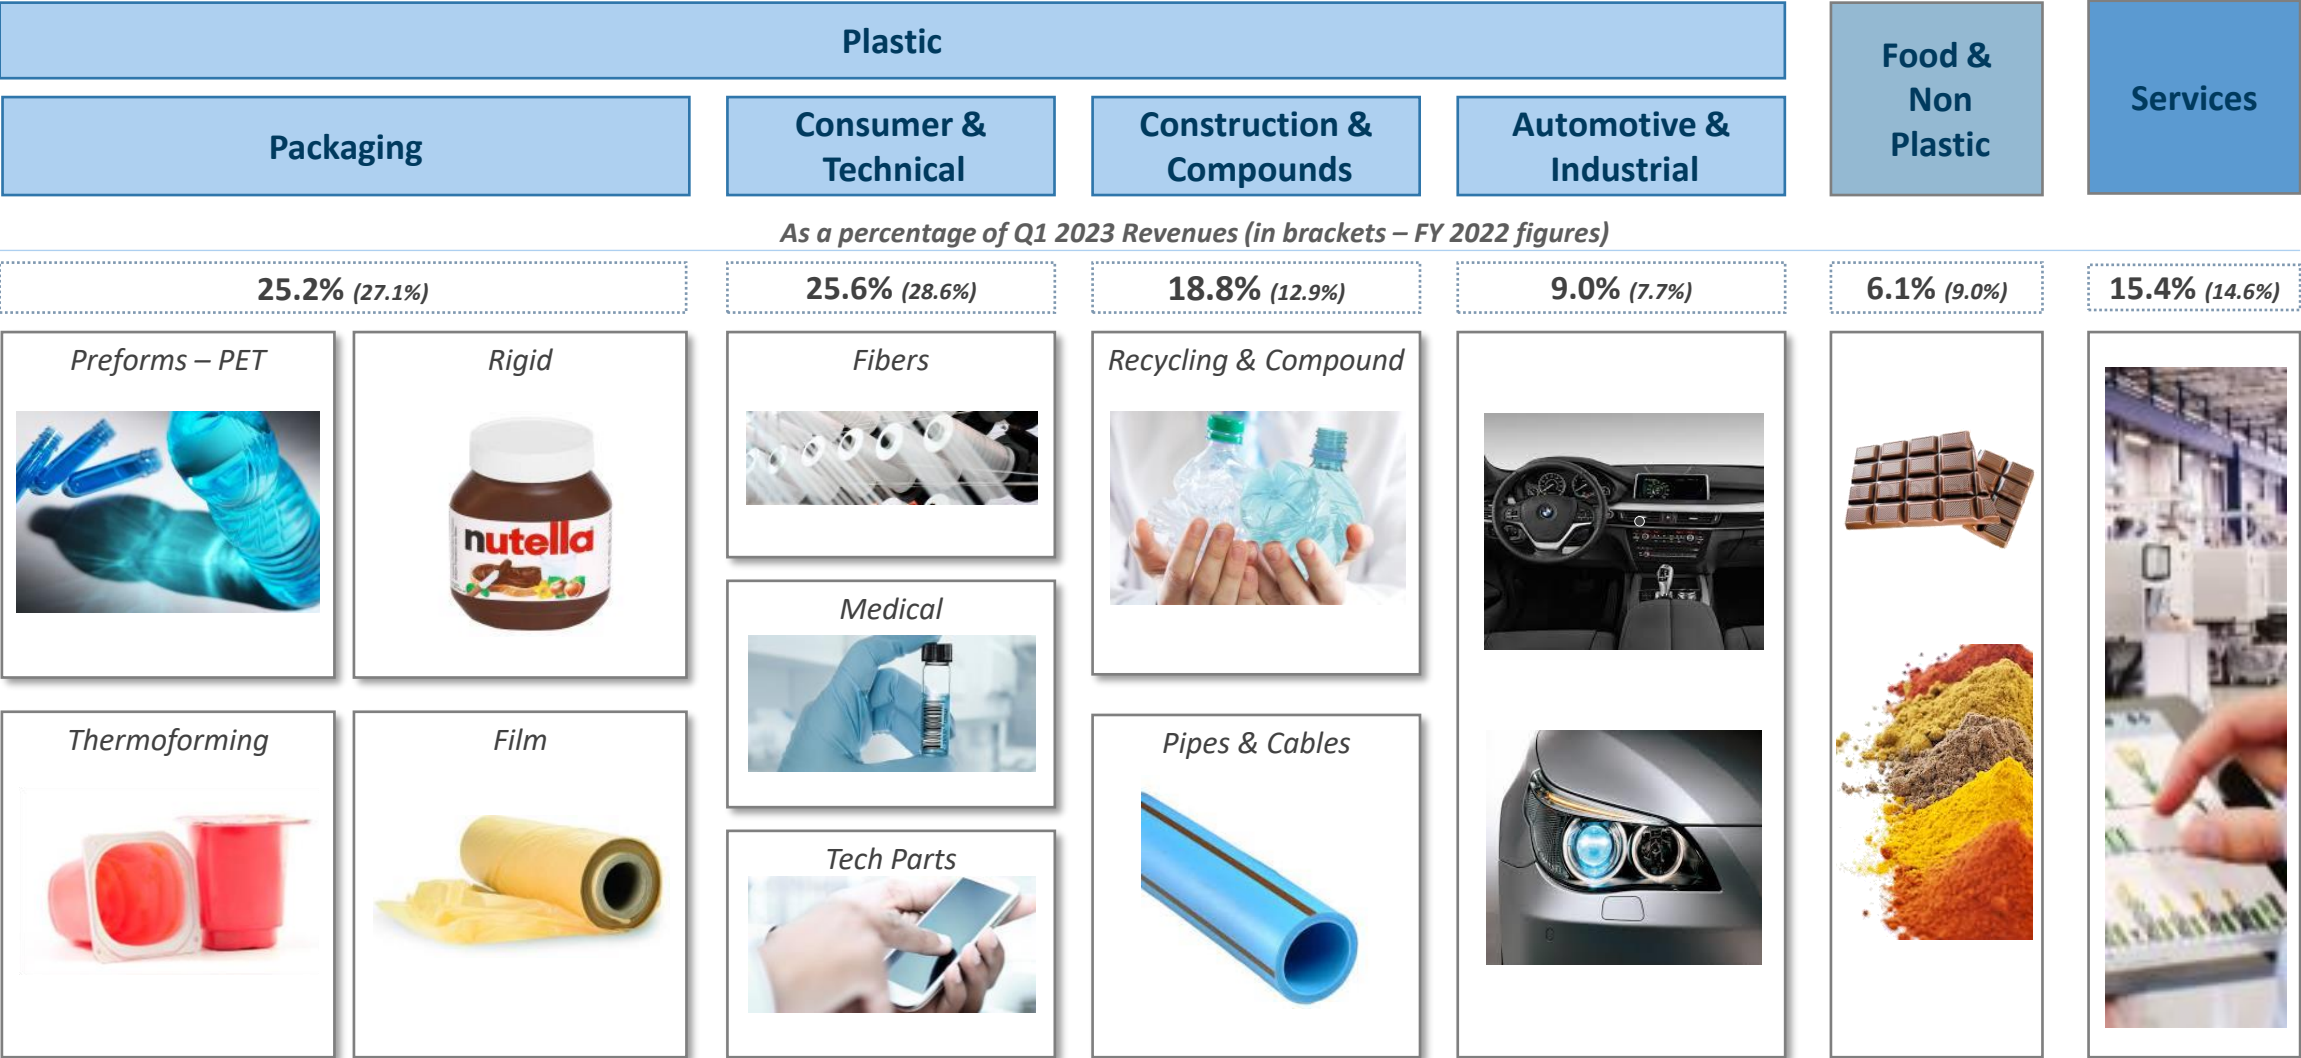 Plastic
Food &
Non
Plastic
Services
Packaging
Consumer &
Technical
Construction &
Compounds
Automotive &
Industrial
As a percentage of Q1 2023 Revenues (in brackets – FY 2022 figures)
25.2% (27.1%)
25.6% (28.6%)
18.8% (12.9%)
9.0% (7.7%)
6.1% (9.0%)
15.4% (14.6%)
Preforms – PET
Rigid
nutella
Thermoforming
Film
Fibers
Medical
Tech Parts
Recycling & Compound
Pipes & Cables